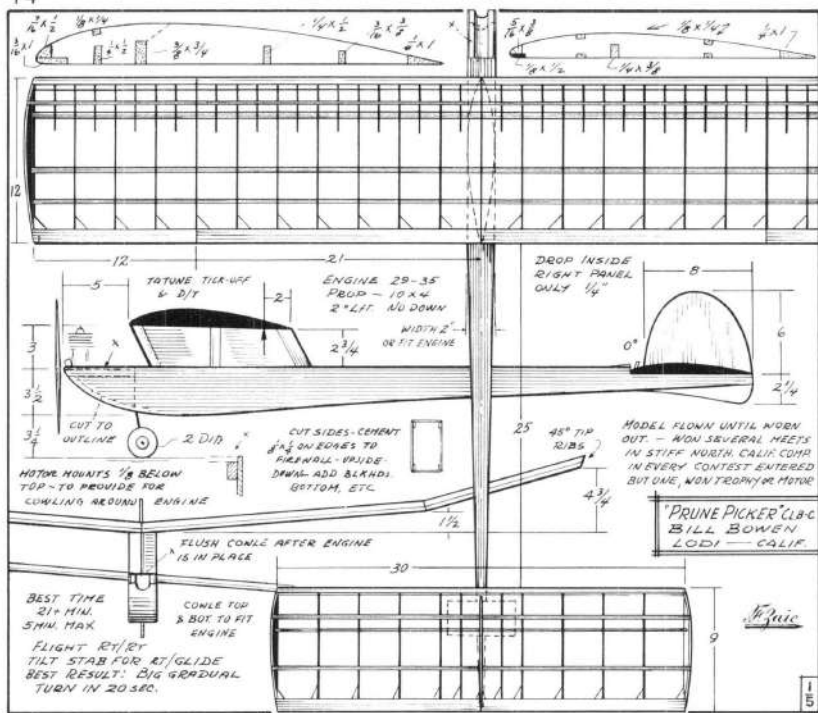 3/16 X 1
3/16 X 1/2
1/8 X 1/4
1/4 X 1/2
3/8 X 3/4
1/4 X 1/2
3/16 X 3/8
1/4 X 1
X
5/16 X 3/8
1/8 X 1/2
1/8 X 1/4 2
1/4 X 3/8
1/4 X 1
12
12
21
5
TATUNE TICK-OFF
& D/T
2
ENGINE 29-35
PROP - 10X4
2° LFT. NO DOWN
DROP INSIDE
RIGHT PANEL
ONLY 1/4"
8
WIDTH 2"
OR FIT ENGINE
3
X
2 3/4
0°
6
2 1/4
3 1/2
3 1/4
CUT TO
OUTLINE
2 DIA
X
CUT SIDES-CEMENT
ON EDGES TO
FIREWALL-UPSIDE-
DOWN- ADD BLKHDS.
BOTTOM, ETC
25
45° TIP
RIBS
MODEL FLOWN UNTIL WORN
OUT. - WON SEVERAL MEETS
IN STIFF NORTH. CALIF. COMP.
IN EVERY CONTEST ENTERED
BUT ONE, WON TROPHY OR MOTOR
MOTOR MOUNTS 1/8 BELOW
TOP - TO PROVIDE FOR
COWLING AROUND ENGINE
1 1/2
4 3/4
"PRUNE PICKER" CLB-C
BILL BOWEN
LODI — CALIF.
FLUSH COWLE AFTER ENGINE
X IS IN PLACE
30
BEST TIME
21+ MIN.
5 MIN. MAX
COWLE TOP
& BOT. TO FIT
ENGINE
FLIGHT RT/RT
TILT STAB FOR RT/GLIDE
BEST RESULT: BIG GRADUAL
TURN IN 20 SEC.
9
F. Zaic
1/5